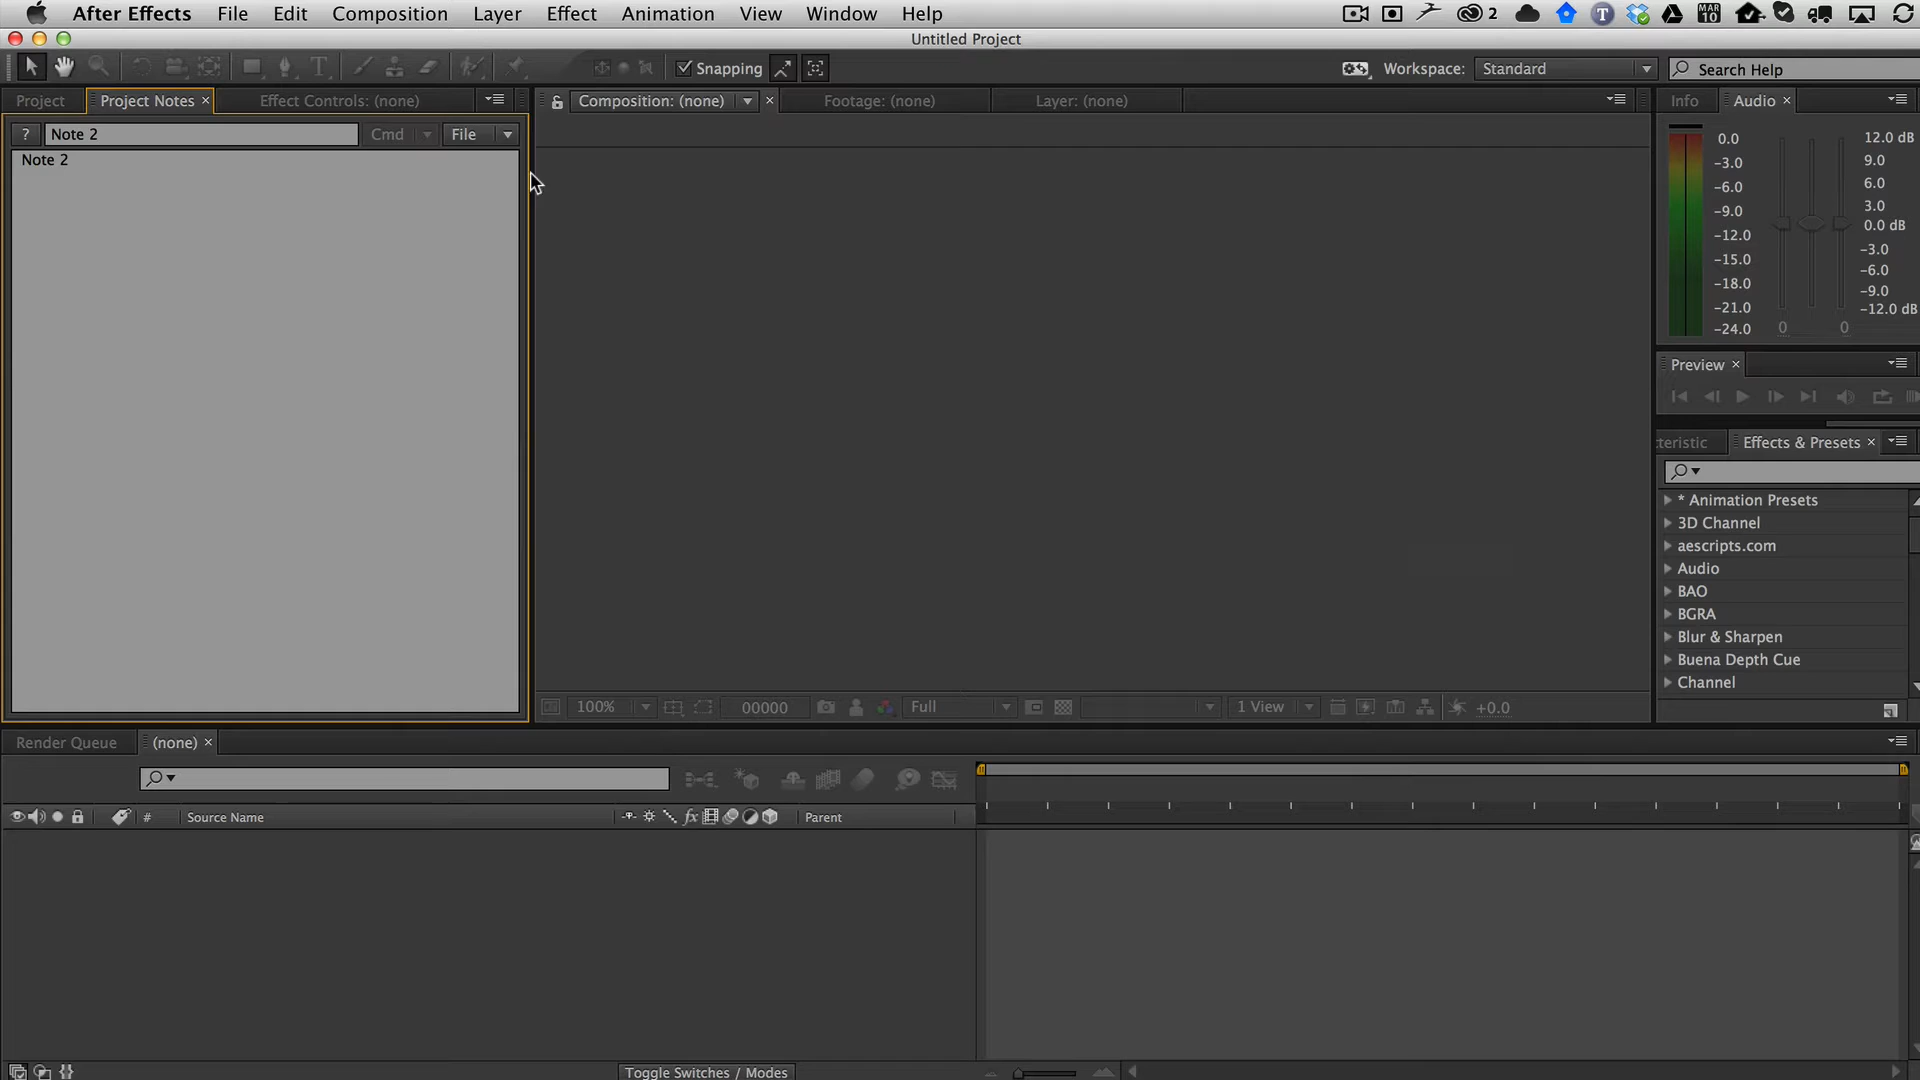 After Effects File Edit Composition Layer Effect Animation View Window Help 2 MAR 10
Untitled Project
Snapping Workspace: Standard Search Help
Project Project Notes × Effect Controls: (none) Composition: (none) × Footage: (none) Layer: (none) Info Audio ×
? Note 2 Cmd File
Note 2
0.0
-3.0
-6.0
-9.0
-12.0
-15.0
-18.0
-21.0
-24.0
12.0 dB
9.0
6.0
3.0
0.0 dB
-3.0
-6.0
-9.0
-12.0 dB
0 0
Preview ×
teristic Effects & Presets ×
* Animation Presets
3D Channel
aescripts.com
Audio
BAO
BGRA
Blur & Sharpen
Buena Depth Cue
Channel
100% 00000 Full 1 View +0.0
Render Queue (none) ×
# Source Name fx Parent
Toggle Switches / Modes